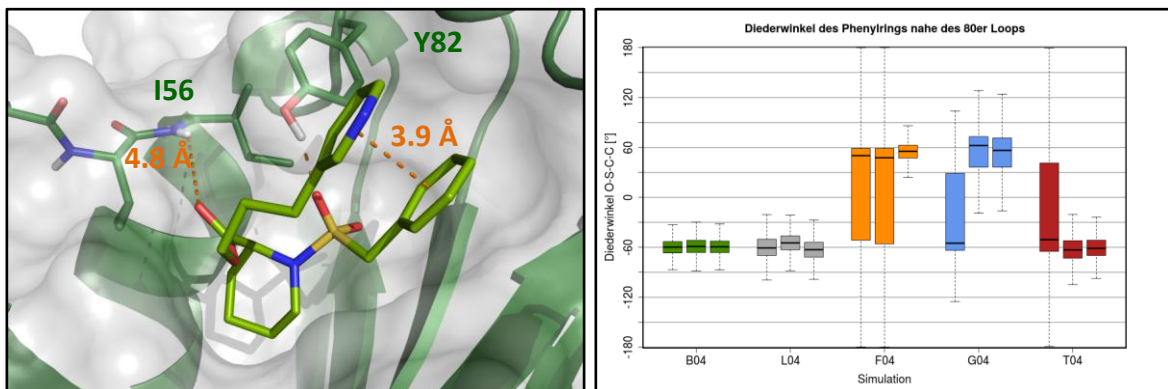 Y82
I56
4.8 Å
3.9 Å
Diederwinkel des Phenylrings nahe des 80er Loops
Diederwinkel O-S-C-C [°]
180
120
60
0
-60
-120
-180
B04
L04
F04
G04
T04
Simulation